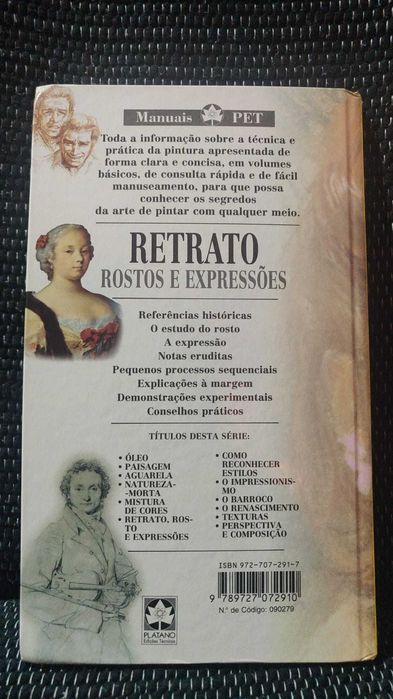 Manuais PET
Toda a informação sobre a técnica e
prática da pintura apresentada de
forma clara e concisa, em volumes
básicos, de consulta rápida e de fácil
manuseamento, para que possa
conhecer os segredos
da arte de pintar com qualquer meio.
RETRATO
ROSTOS E EXPRESSÕES
Referências históricas
O estudo do rosto
A expressão
Notas eruditas
Pequenos processos sequenciais
Explicações à margem
Demonstrações experimentais
Conselhos práticos
TÍTULOS DESTA SÉRIE:
• ÓLEO
• PAISAGEM
• AGUARELA
• NATUREZA-
-MORTA
• MISTURA
DE CORES
• RETRATO, ROS-
TO
E EXPRESSÕES
• COMO
RECONHECER
ESTILOS
• O IMPRESSIONIS-
MO
• O BARROCO
• O RENASCIMENTO
• TEXTURAS
• PERSPECTIVA
E COMPOSIÇÃO
ISBN 972-707-291-7
9 789727 072910
N.º de Código: 090279
PLÁTANO
Edições Técnicas